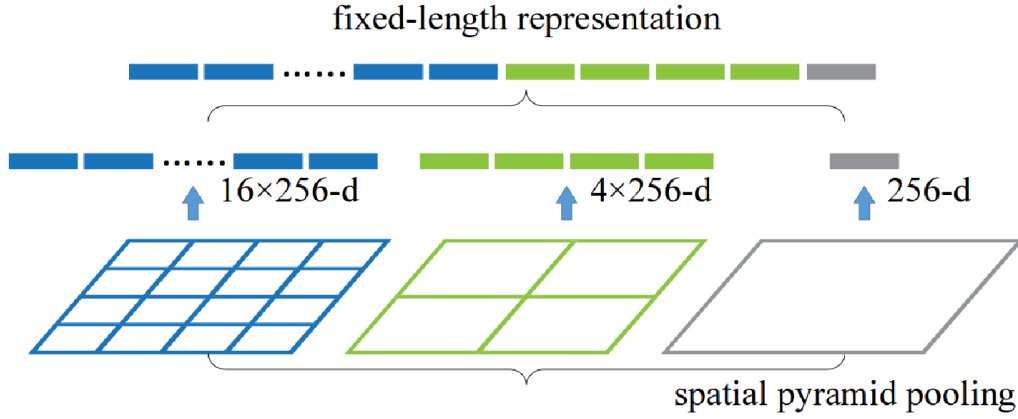 fixed-length representation
16×256-d
4×256-d
256-d
spatial pyramid pooling